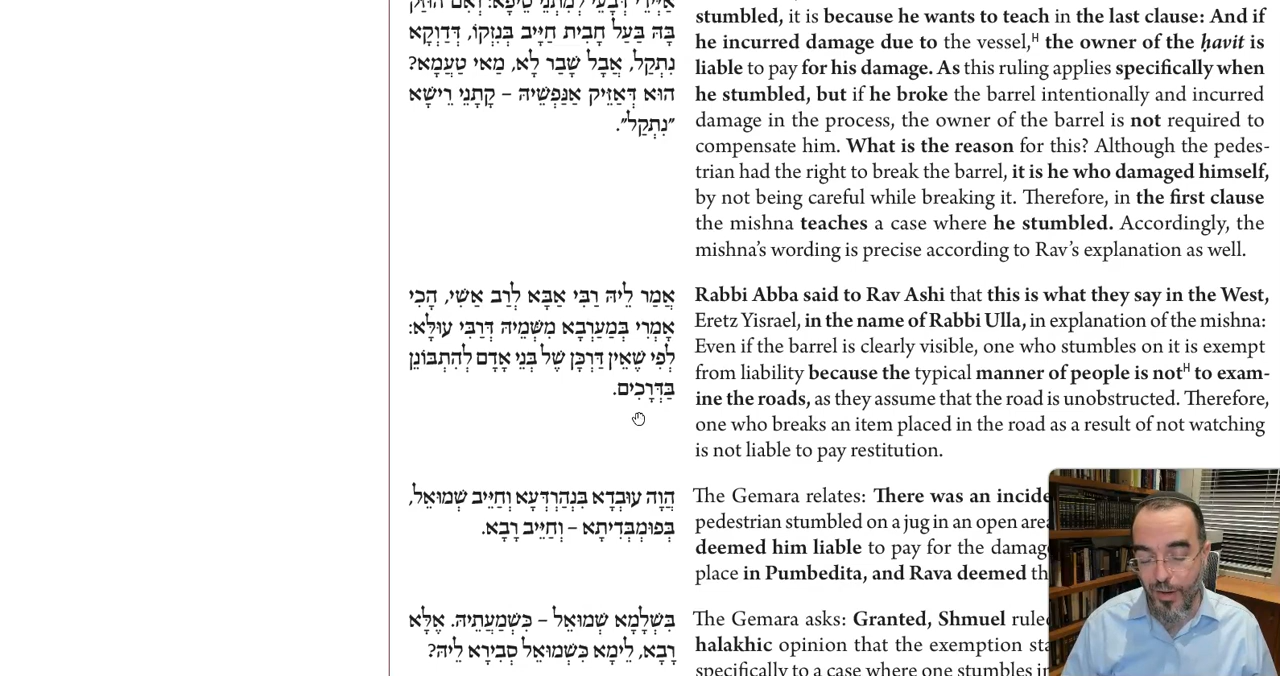 אַיְּידֵי דְּבָעֵי לְמִתְנֵי סֵיפָא: וְאִם הוּזַּק
בָּהּ בַּעַל חָבִית חַיָּיב בְּנִזְקוֹ, דְּדַוְקָא
נִתְקַל, אֲבָל שָׁבַר לָא, מַאי טַעְמָא?
הוּא דְּאַזֵּיק אַנַּפְשֵׁיהּ – קָתָנֵי רֵישָׁא
״נִתְקַל״.
אֲמַר לֵיהּ רַבִּי אַבָּא לְרַב אַשִׁי, הָכִי
אָמְרִי בְּמַעְרְבָא מִשְּׁמֵיהּ דְּרַבִּי עוּלָּא:
לְפִי שֶׁאֵין דַּרְכָּן שֶׁל בְּנֵי אָדָם לְהִתְבּוֹנֵן
בַּדְּרָכִים.
הֲוָה עוּבְדָא בִּנְהַרְדְּעָא וְחַיֵּיב שְׁמוּאֵל,
בְּפוּמְבְּדִיתָא – וְחַיֵּיב רָבָא.
בִּשְׁלָמָא שְׁמוּאֵל – כִּשְׁמַעְתֵּיהּ. אֶלָּא
רָבָא, לֵימָא כִּשְׁמוּאֵל סְבִירָא לֵיהּ?
stumbled, it is because he wants to teach in the last clause: And if
he incurred damage due to the vessel,H the owner of the ḥavit is
liable to pay for his damage. As this ruling applies specifically when
he stumbled, but if he broke the barrel intentionally and incurred
damage in the process, the owner of the barrel is not required to
compensate him. What is the reason for this? Although the pedes-
trian had the right to break the barrel, it is he who damaged himself,
by not being careful while breaking it. Therefore, in the first clause
the mishna teaches a case where he stumbled. Accordingly, the
mishna's wording is precise according to Rav's explanation as well.
Rabbi Abba said to Rav Ashi that this is what they say in the West,
Eretz Yisrael, in the name of Rabbi Ulla, in explanation of the mishna:
Even if the barrel is clearly visible, one who stumbles on it is exempt
from liability because the typical manner of people is notH to exam-
ine the roads, as they assume that the road is unobstructed. Therefore,
one who breaks an item placed in the road as a result of not watching
is not liable to pay restitution.
The Gemara relates: There was an incide
pedestrian stumbled on a jug in an open area
deemed him liable to pay for the damag
place in Pumbedita, and Rava deemed th
The Gemara asks: Granted, Shmuel rule
halakhic opinion that the exemption sta
specifically to a case where one stumbles in